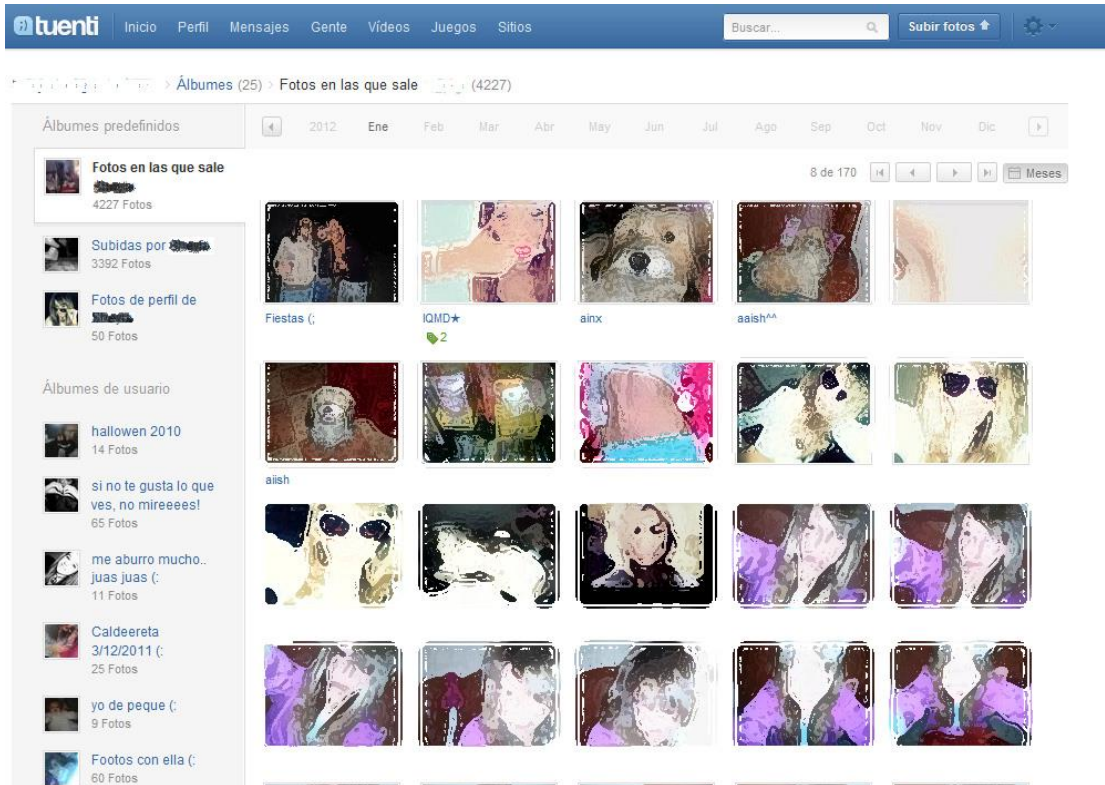 tuenti Inicio Perfil Mensajes Gente Vídeos Juegos Sitios Buscar... Subir fotos
Álbumes (25) > Fotos en las que sale (4227)
Álbumes predefinidos
Fotos en las que sale
4227 Fotos
Subidas por
3392 Fotos
Fotos de perfil de
50 Fotos
Álbumes de usuario
hallowen 2010
14 Fotos
si no te gusta lo que
ves, no mireeees!
65 Fotos
me aburro mucho..
juas juas (:
11 Fotos
Caldeereta
3/12/2011 (:
25 Fotos
yo de peque (:
9 Fotos
Footos con ella (:
60 Fotos
2012 Ene Feb Mar Abr May Jun Jul Ago Sep Oct Nov Dic
8 de 170 Meses
Fiestas (; IQMD★ ainx aaish^^
2
aiish